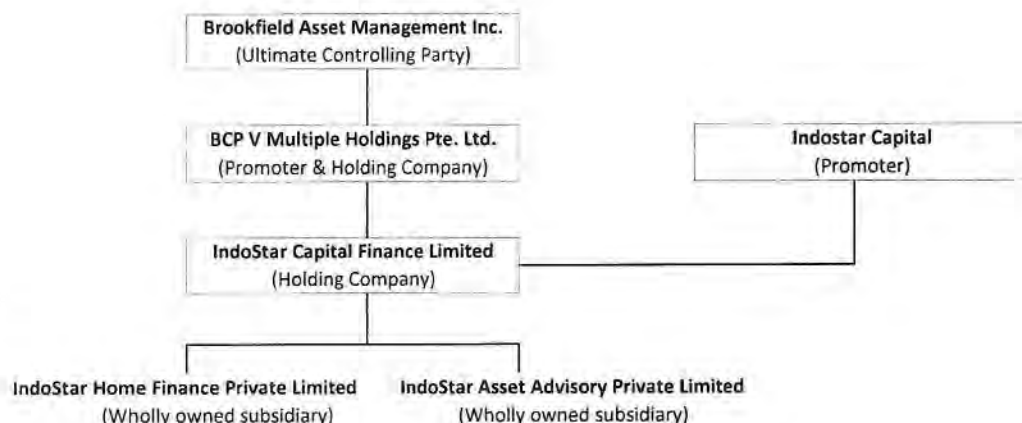 Brookfield Asset Management Inc.
(Ultimate Controlling Party)
BCP V Multiple Holdings Pte. Ltd.
(Promoter & Holding Company)
Indostar Capital
(Promoter)
IndoStar Capital Finance Limited
(Holding Company)
IndoStar Home Finance Private Limited
(Wholly owned subsidiary)
IndoStar Asset Advisory Private Limited
(Wholly owned subsidiary)